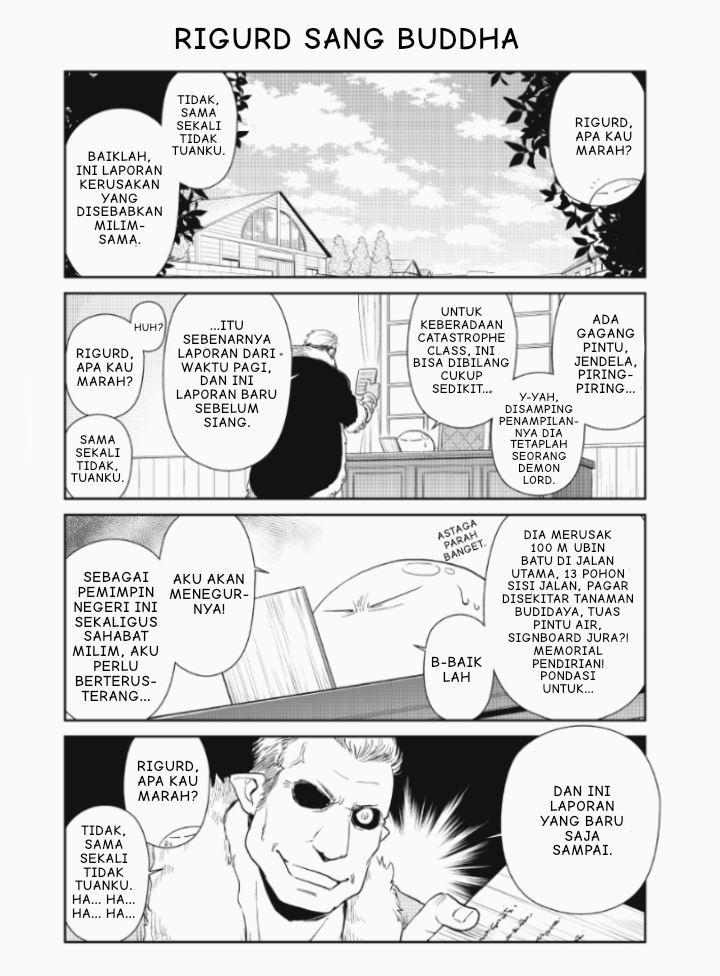 RIGURD SANG BUDDHA
RIGURD,
APA KAU
MARAH?
TIDAK,
SAMA
SEKALI
TIDAK
TUANKU.
BAIKLAH,
INI LAPORAN
KERUSAKAN
YANG
DISEBABKAN
MILIM-
SAMA.
ADA
GAGANG
PINTU,
JENDELA,
PIRING-
PIRING...
UNTUK
KEBERADAAN
CATASTROPHE
CLASS, INI
BISA DIBILANG
CUKUP
SEDIKIT...
Y-YAH,
DISAMPING
PENAMPILAN-
NYA DIA
TETAPLAH
SEORANG
DEMON
LORD.
...ITU
SEBENARNYA
LAPORAN DARI
WAKTU PAGI,
DAN INI
LAPORAN BARU
SEBELUM
SIANG.
HUH?
RIGURD,
APA KAU
MARAH?
SAMA
SEKALI
TIDAK,
TUANKU.
DIA MERUSAK
100 M UBIN
BATU DI JALAN
UTAMA, 13 POHON
SISI JALAN, PAGAR
DISEKITAR TANAMAN
BUDIDAYA, TUAS
PINTU AIR,
SIGNBOARD JURA?!
MEMORIAL
PENDIRIAN!
PONDASI
UNTUK...
ASTAGA
PARAH
BANGET.
B-BAIK
LAH
AKU AKAN
MENEGUR-
NYA!
SEBAGAI
PEMIMPIN
NEGERI INI
SEKALIGUS
SAHABAT
MILIM, AKU
PERLU
BERTERUS-
TERANG...
DAN INI
LAPORAN
YANG BARU
SAJA
SAMPAI.
RIGURD,
APA KAU
MARAH?
TIDAK,
SAMA
SEKALI
TIDAK
TUANKU.
HA... HA...
HA... HA...